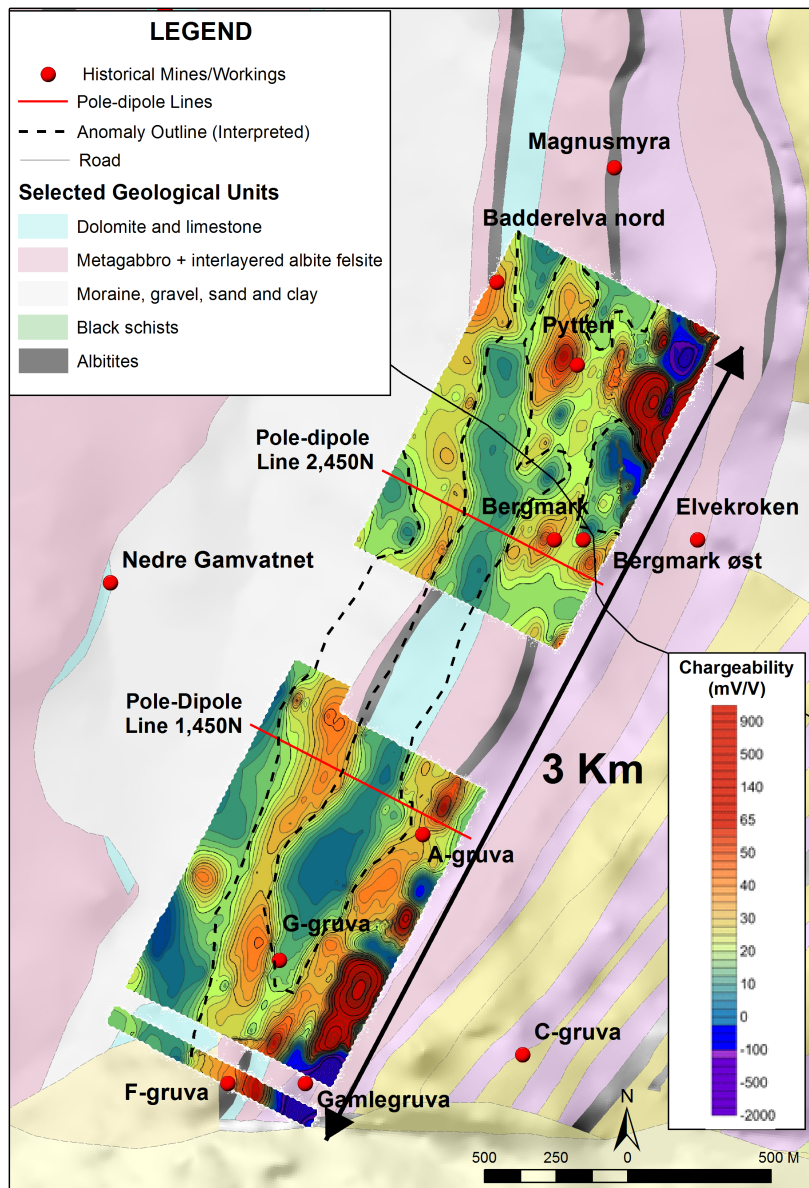 LEGEND
Historical Mines/Workings
Pole-dipole Lines
Anomaly Outline (Interpreted)
Road
Selected Geological Units
Dolomite and limestone
Metagabbro + interlayered albite felsite
Moraine, gravel, sand and clay
Black schists
Albitites
Magnusmyra
Badderelva nord
Pytten
Pole-dipole
Line 2,450N
Bergmark
Elvekroken
Bergmark øst
Nedre Gamvatnet
Pole-Dipole
Line 1,450N
3 Km
A-gruva
G-gruva
C-gruva
F-gruva
Gamlegruva
Chargeability
(mV/V)
900
500
140
65
50
40
30
20
10
0
-100
-500
-2000
N
500 250 0 500 M